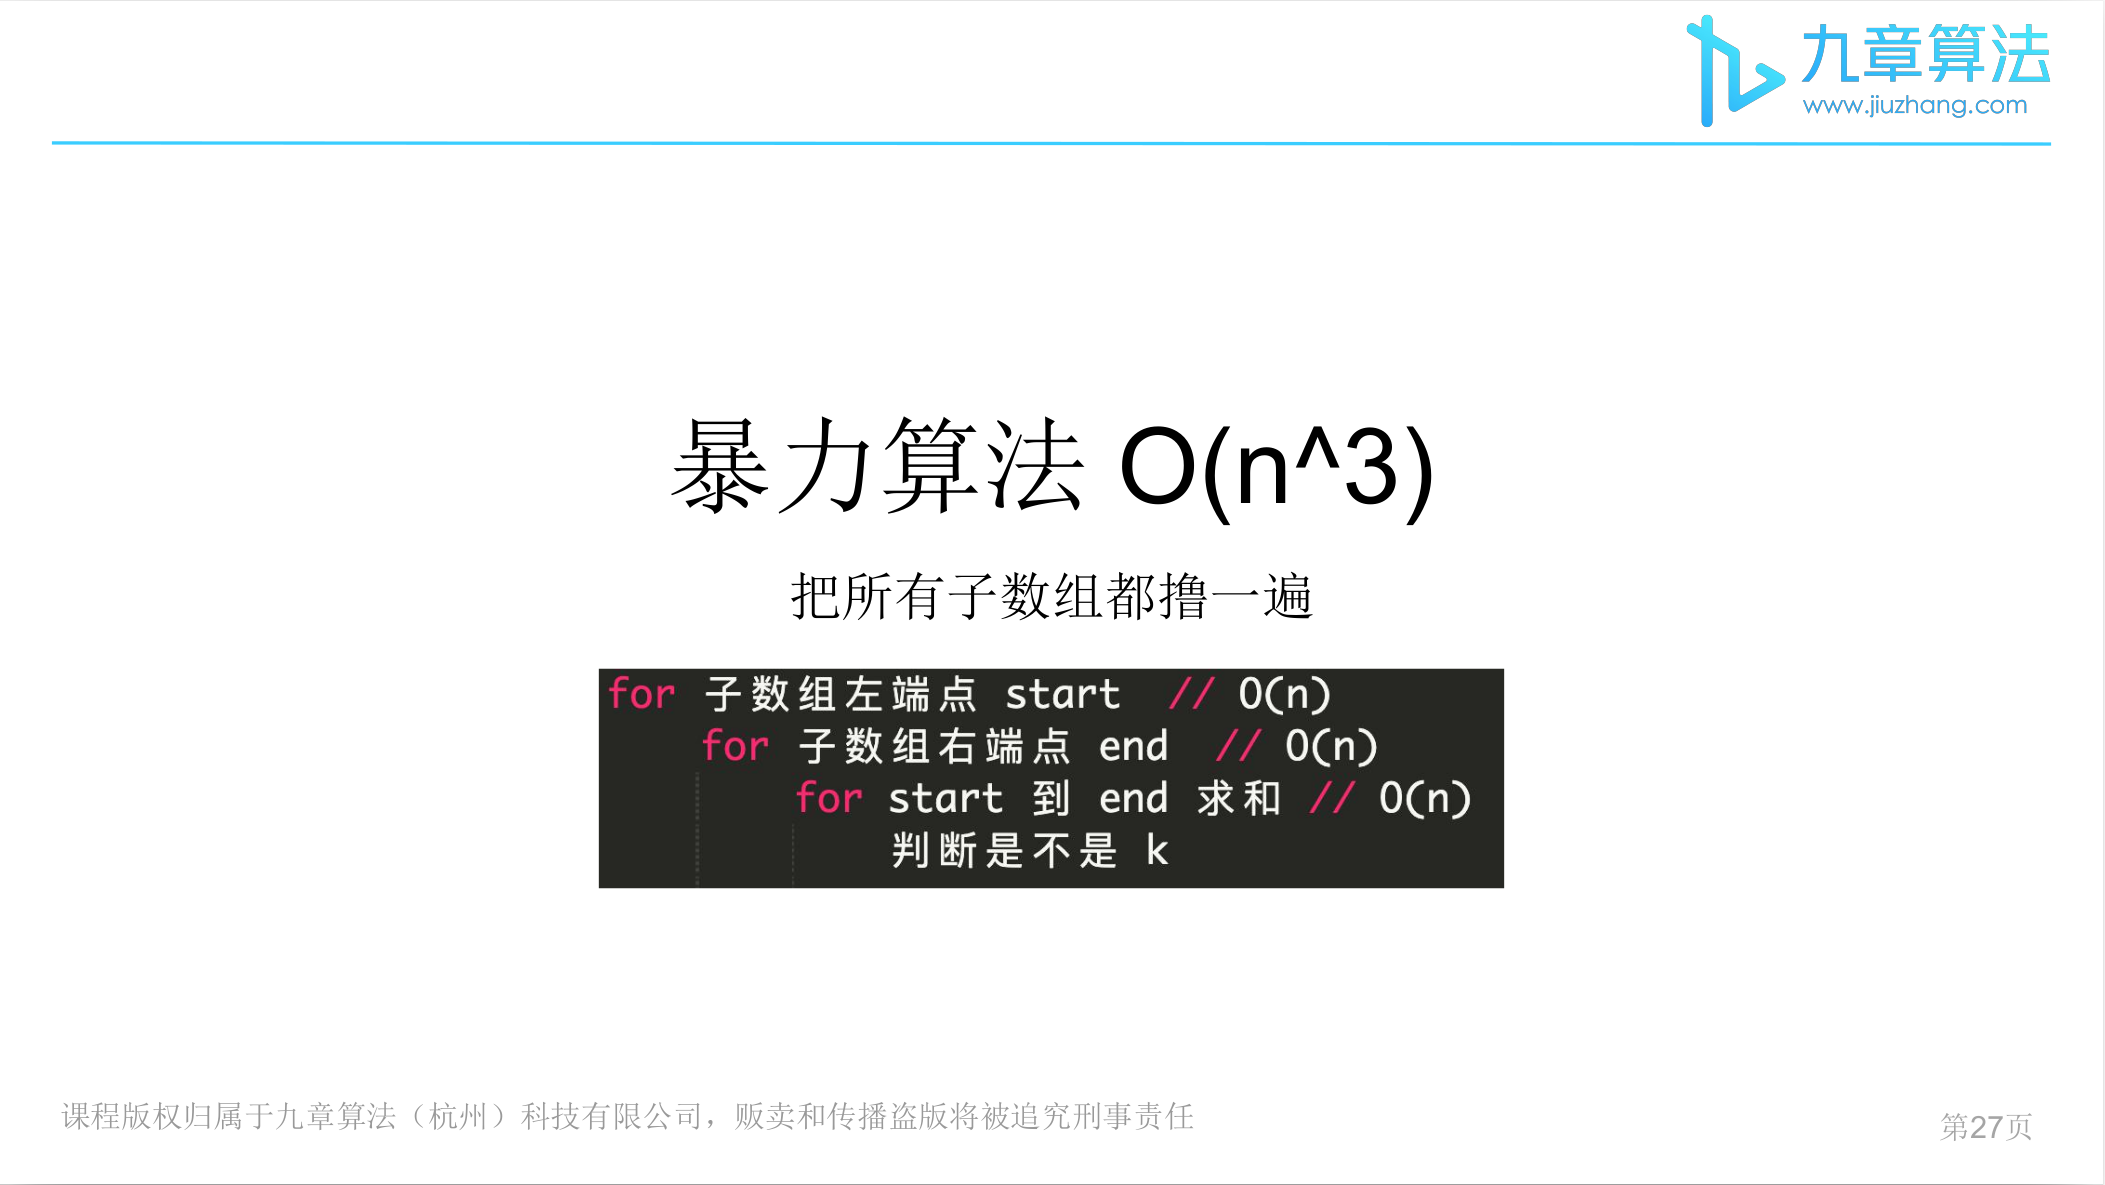 九章算法
www.jiuzhang.com
暴力算法 O(n^3)
把所有子数组都撸一遍
for 子数组左端点 start // O(n)
for 子数组右端点 end // O(n)
for start 到 end 求和 // O(n)
判断是不是 k
课程版权归属于九章算法（杭州）科技有限公司，贩卖和传播盗版将被追究刑事责任
第27页